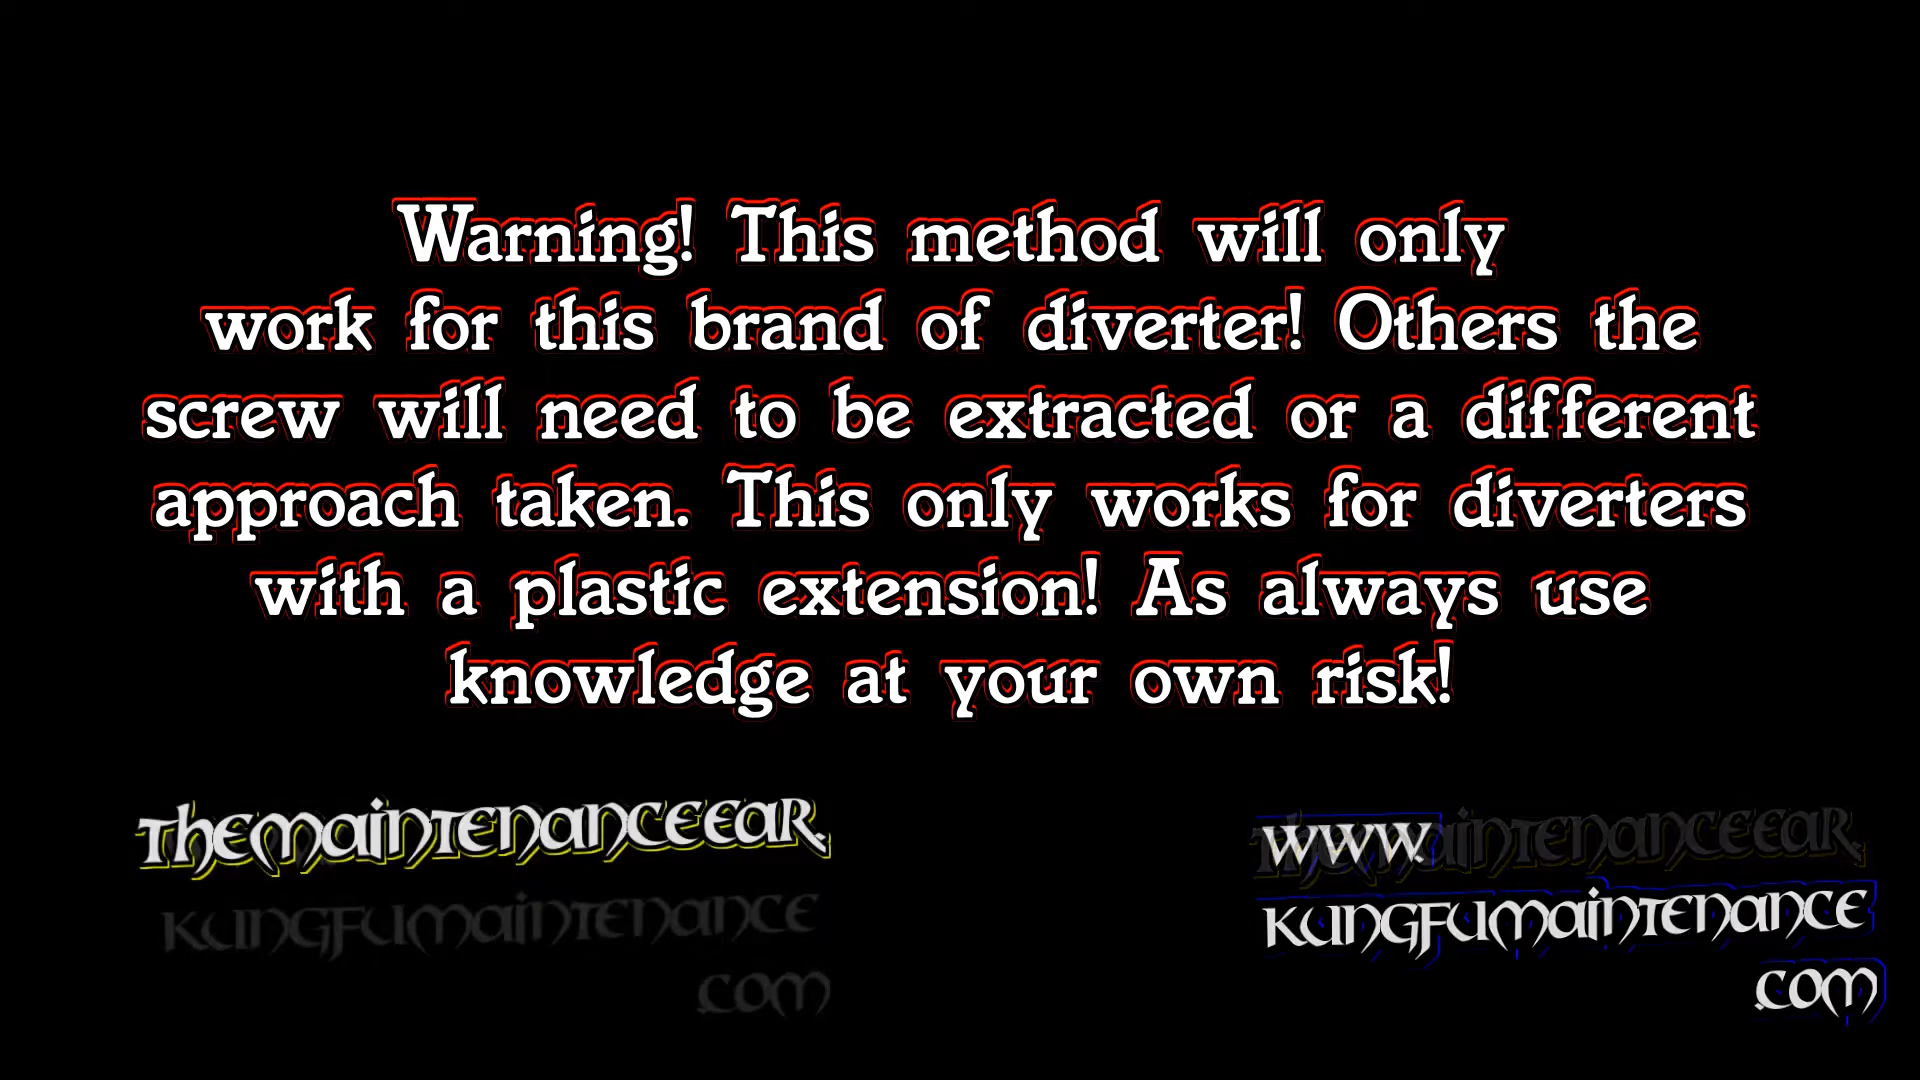 Warning! This method will only
work for this brand of diverter! Others the
screw will need to be extracted or a different
approach taken. This only works for diverters
with a plastic extension! As always use
knowledge at your own risk!
Themaintenanceear
kungfumaintenance
.com
www.
Themaintenanceear
kungfumaintenance
.com